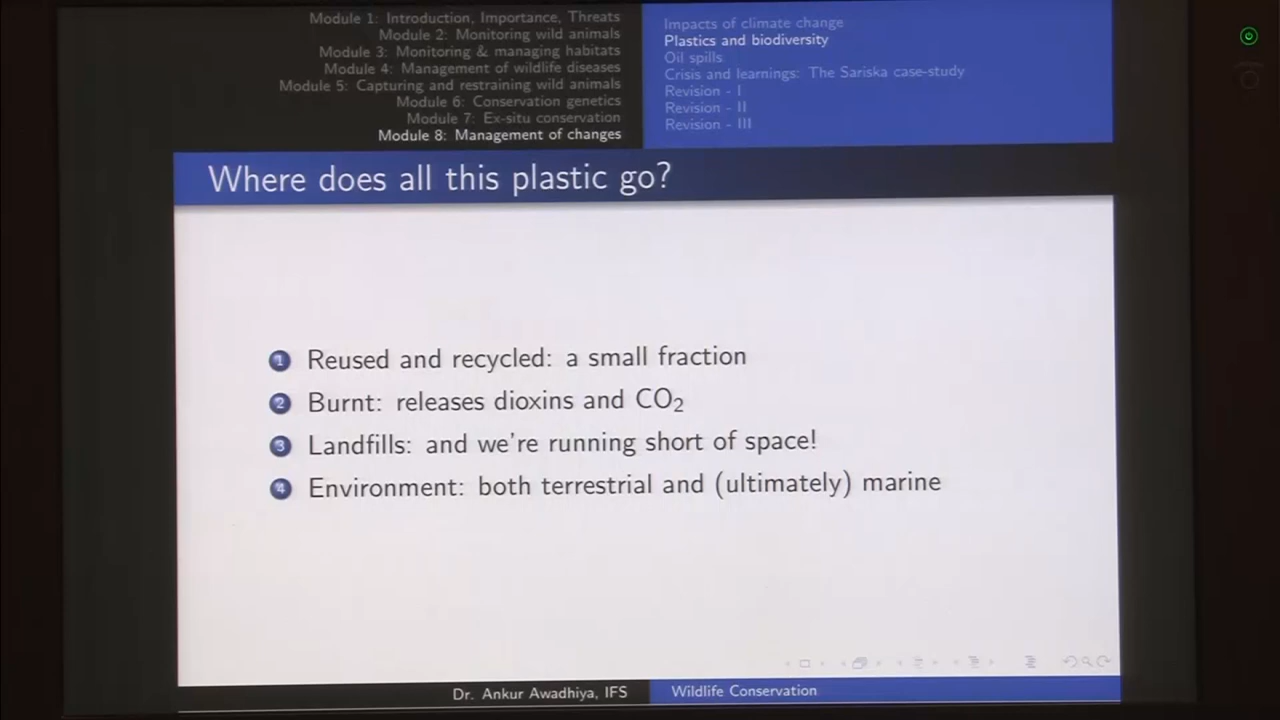 Module 1: Introduction, Importance, Threats
Module 2: Monitoring wild animals
Module 3: Monitoring & managing habitats
Module 4: Management of wildlife diseases
Module 5: Capturing and restraining wild animals
Module 6: Conservation genetics
Module 7: Ex-situ conservation
Module 8: Management of changes
Impacts of climate change
Plastics and biodiversity
Oil spills
Crisis and learnings: The Sariska case-study
Revision - I
Revision - II
Revision - III
Where does all this plastic go?
1 Reused and recycled: a small fraction
2 Burnt: releases dioxins and CO₂
3 Landfills: and we're running short of space!
4 Environment: both terrestrial and (ultimately) marine
Dr. Ankur Awadhiya, IFS
Wildlife Conservation